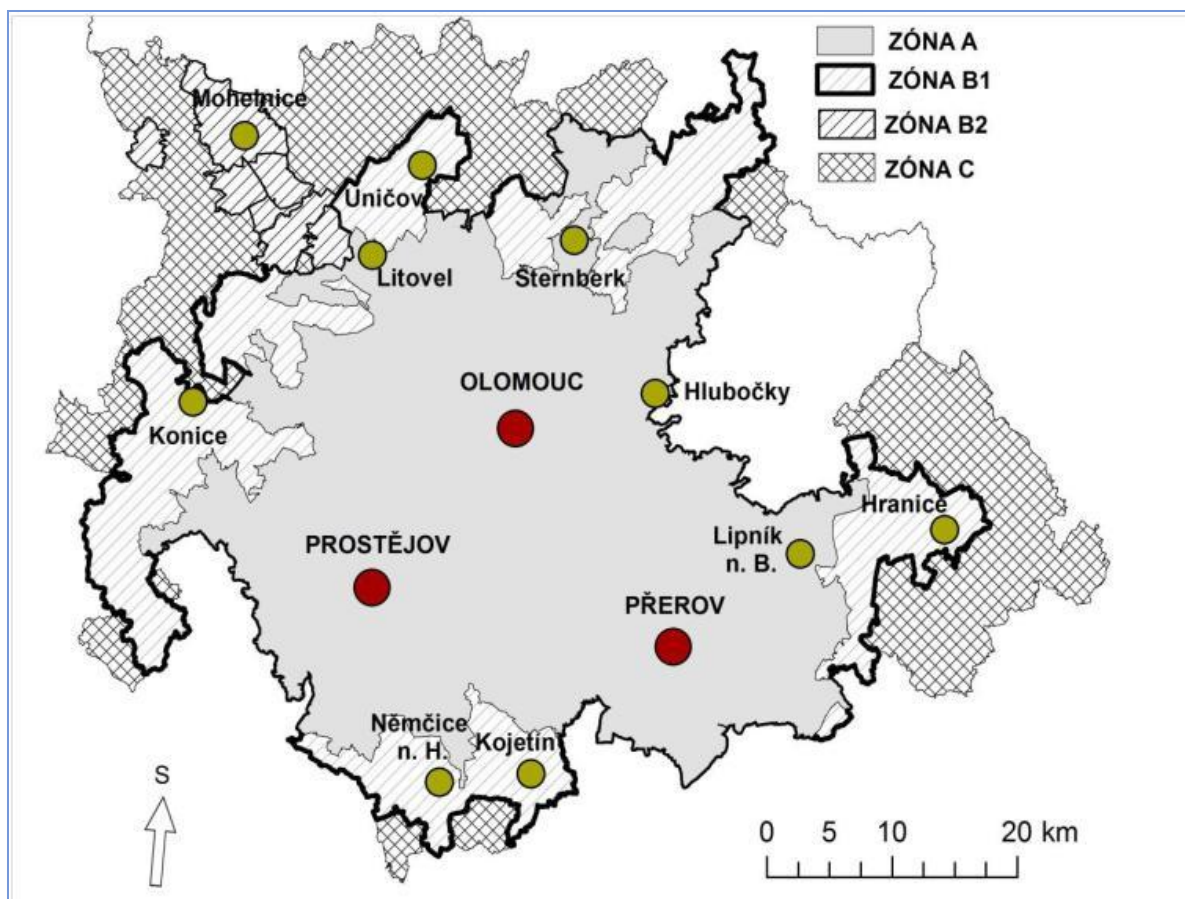 ZÓNA A
ZÓNA B1
ZÓNA B2
ZÓNA C
Mohelnice
Uničov
Litovel
Šternberk
OLOMOUC
Hlubočky
Konice
Hranice
Lipník
n. B.
PROSTĚJOV
PŘEROV
Němčice
n. H.
Kojetín
S
0 5 10 20 km